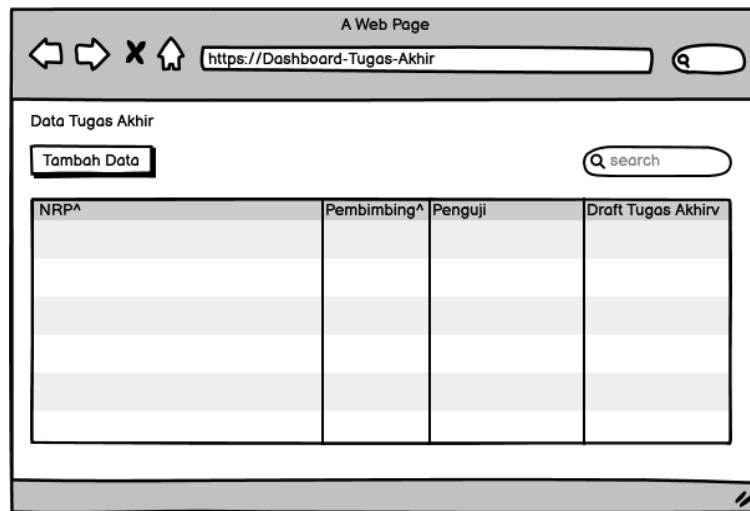 A Web Page
https://Dashboard-Tugas-Akhir
Data Tugas Akhir
Tambah Data
search
NRP^ Pembimbing^ Penguji Draft Tugas Akhirv